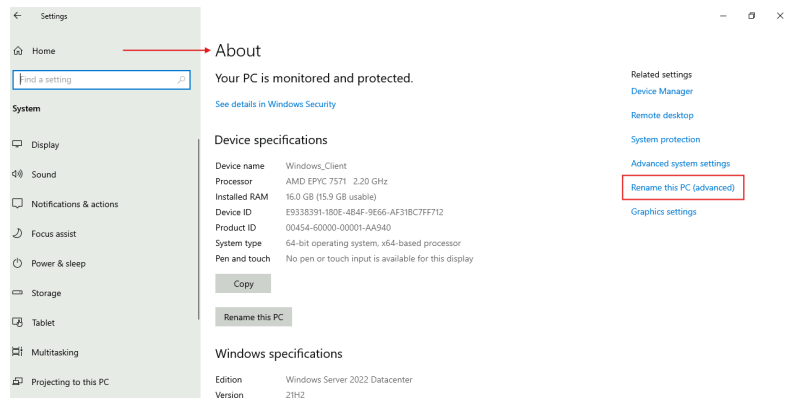 Settings
Home
Find a setting
System
Display
Sound
Notifications & actions
Focus assist
Power & sleep
Storage
Tablet
Multitasking
Projecting to this PC
About
Your PC is monitored and protected.
See details in Windows Security
Device specifications
Device name Windows_Client
Processor AMD EPYC 7571 2.20 GHz
Installed RAM 16.0 GB (15.9 GB usable)
Device ID E9338391-180E-4B4F-9E66-AF31BC7FF712
Product ID 00454-60000-00001-AA940
System type 64-bit operating system, x64-based processor
Pen and touch No pen or touch input is available for this display
Copy
Rename this PC
Windows specifications
Edition Windows Server 2022 Datacenter
Version 21H2
Related settings
Device Manager
Remote desktop
System protection
Advanced system settings
Rename this PC (advanced)
Graphics settings